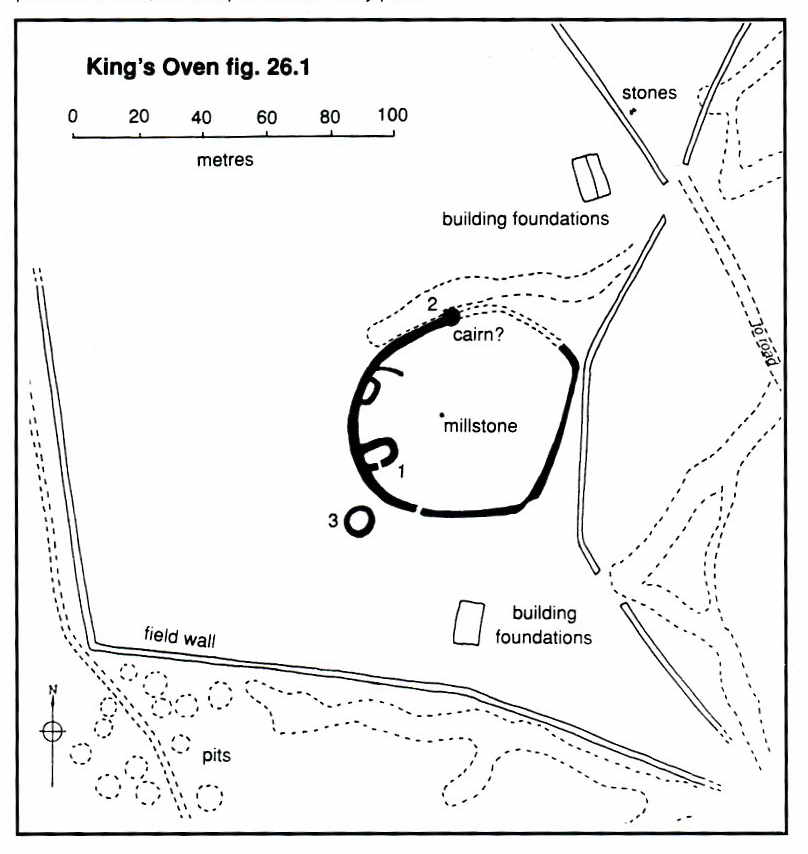 King's Oven fig. 26.1
0 20 40 60 80 100
metres
stones
building foundations
To road
2
cairn?
millstone
1
3
building
foundations
field wall
N
pits